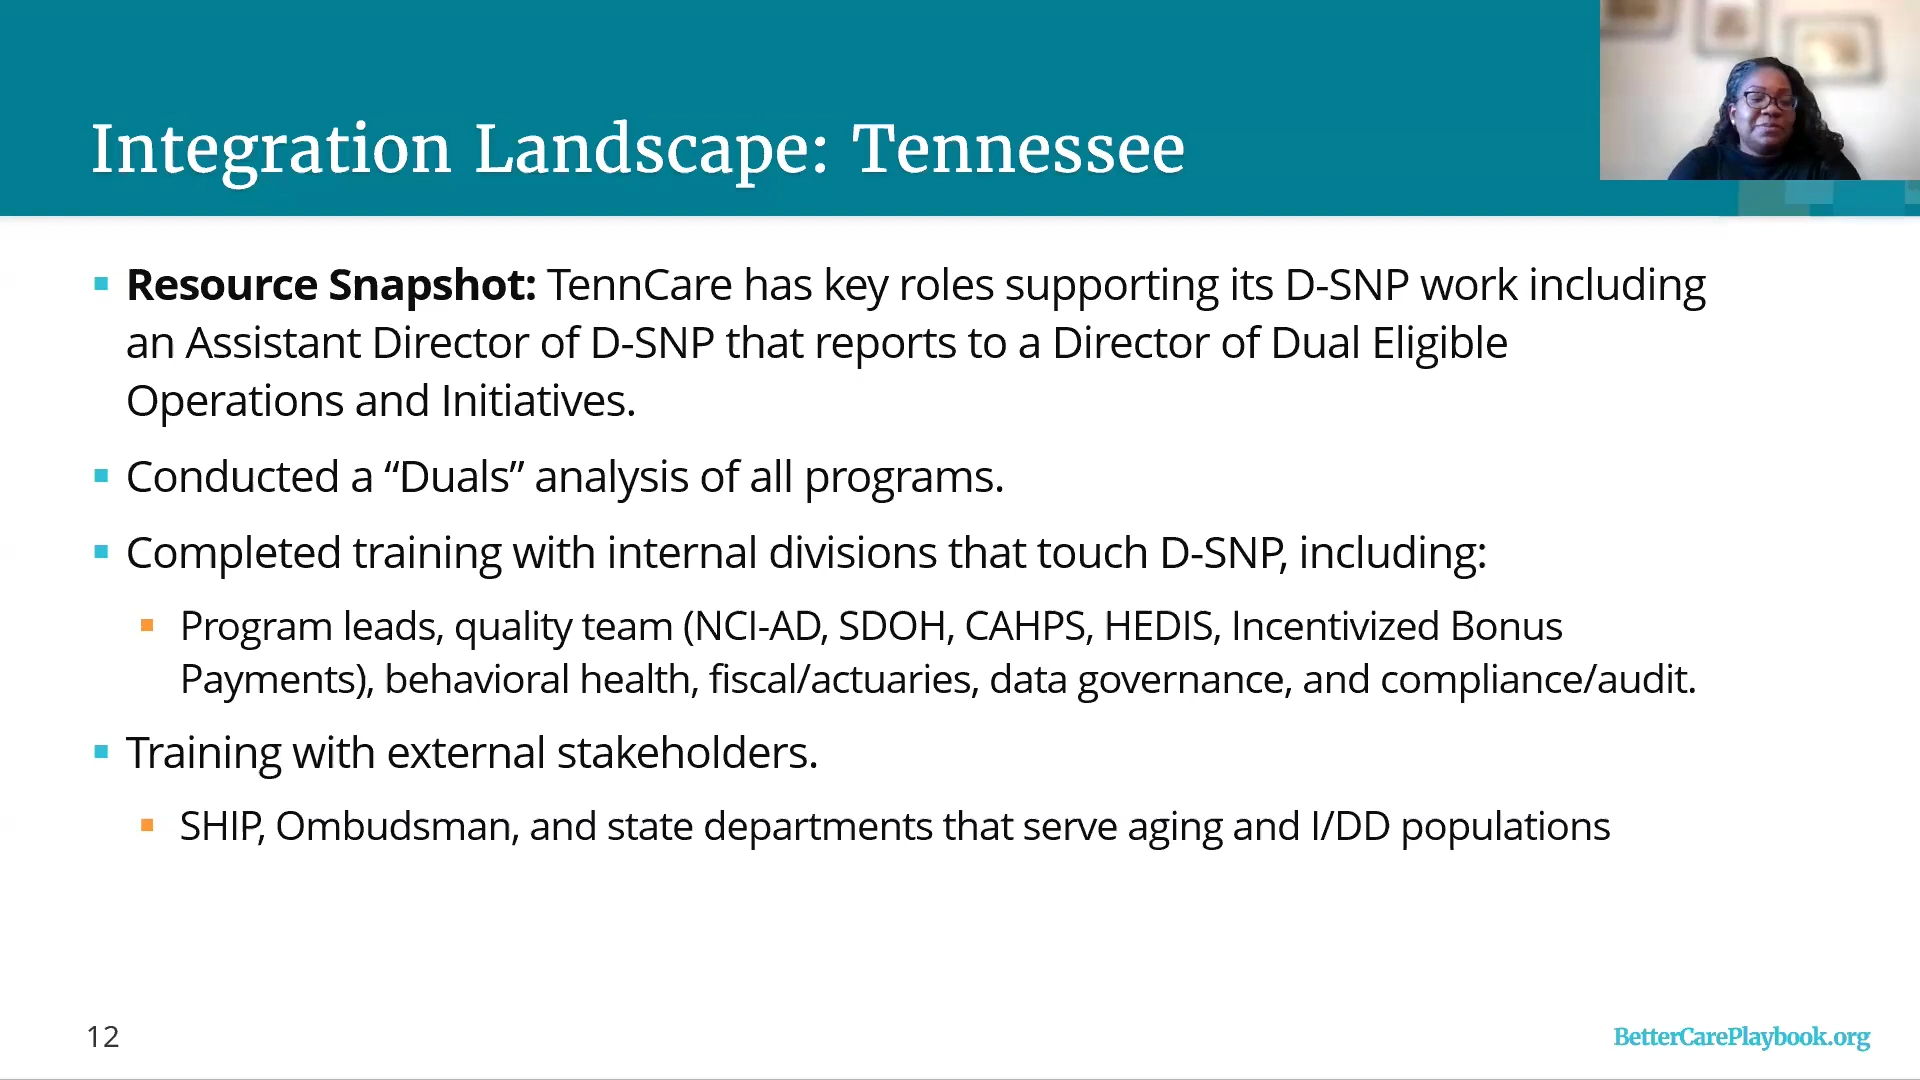 Integration Landscape: Tennessee
Resource Snapshot: TennCare has key roles supporting its D-SNP work including
an Assistant Director of D-SNP that reports to a Director of Dual Eligible
Operations and Initiatives.
Conducted a “Duals” analysis of all programs.
Completed training with internal divisions that touch D-SNP, including:
Program leads, quality team (NCI-AD, SDOH, CAHPS, HEDIS, Incentivized Bonus
Payments), behavioral health, fiscal/actuaries, data governance, and compliance/audit.
Training with external stakeholders.
SHIP, Ombudsman, and state departments that serve aging and I/DD populations
12
BetterCarePlaybook.org